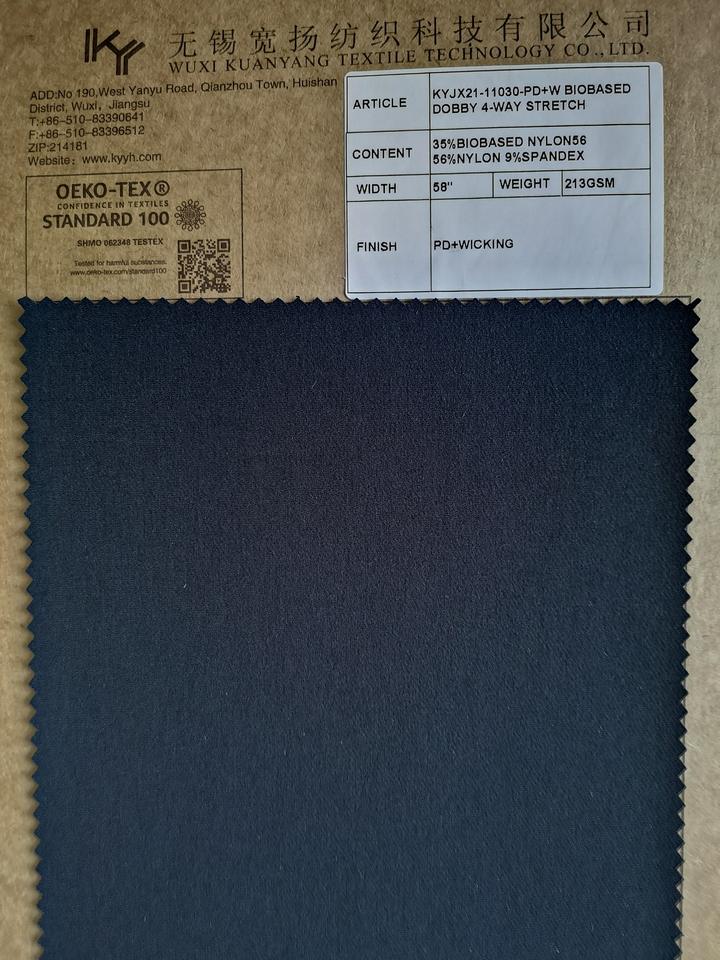 KY 无锡宽扬纺织科技有限公司
WUXI KUANYANG TEXTILE TECHNOLOGY CO.,LTD.
ADD:No 190,West Yanyu Road, Qianzhou Town, Huishan
District, Wuxi, Jiangsu
T:+86-510-83390641
F:+86-510-83396512
ZIP:214181
Website: www.kyyh.com
OEKO-TEX®
CONFIDENCE IN TEXTILES
STANDARD 100
SHMO 062348 TESTEX
Tested for harmful substances.
www.oeko-tex.com/standard100
ARTICLE KYJX21-11030-PD+W BIOBASED
DOBBY 4-WAY STRETCH
CONTENT 35%BIOBASED NYLON56
56%NYLON 9%SPANDEX
WIDTH 58" WEIGHT 213GSM
FINISH PD+WICKING